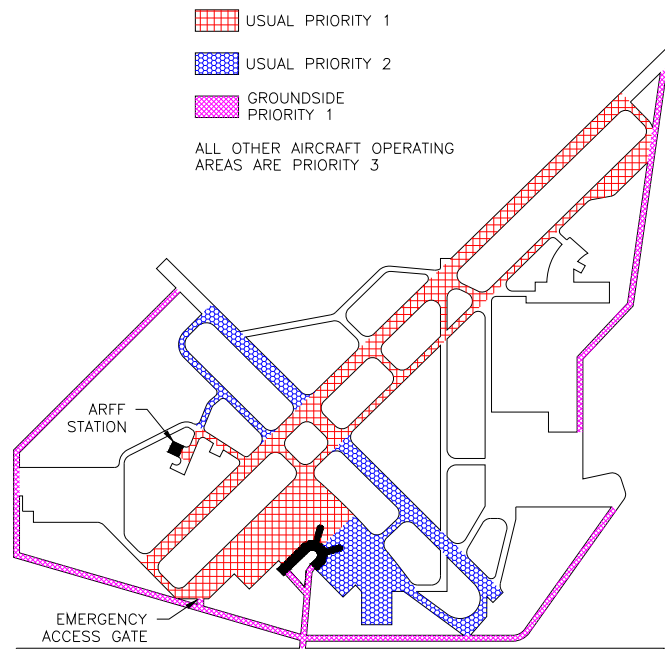 USUAL PRIORITY 1
USUAL PRIORITY 2
GROUNDSIDE
PRIORITY 1
ALL OTHER AIRCRAFT OPERATING
AREAS ARE PRIORITY 3
ARFF
STATION
EMERGENCY
ACCESS GATE